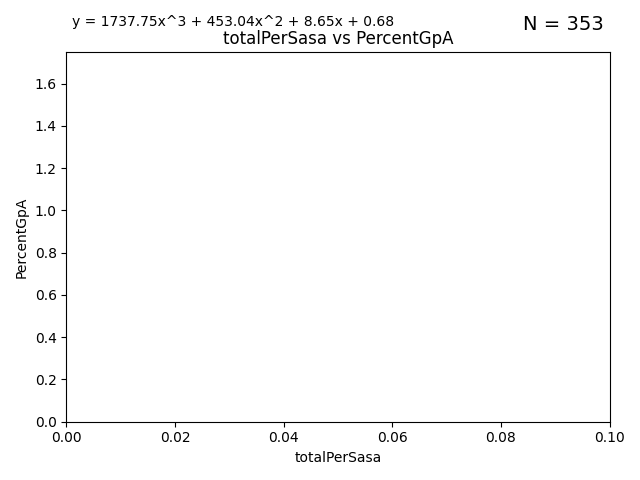 y = 1737.75x^3 + 453.04x^2 + 8.65x + 0.68
N = 353
totalPerSasa vs PercentGpA
PercentGpA
1.6
1.4
1.2
1.0
0.8
0.6
0.4
0.2
0.0
0.00 0.02 0.04 0.06 0.08 0.10
totalPerSasa